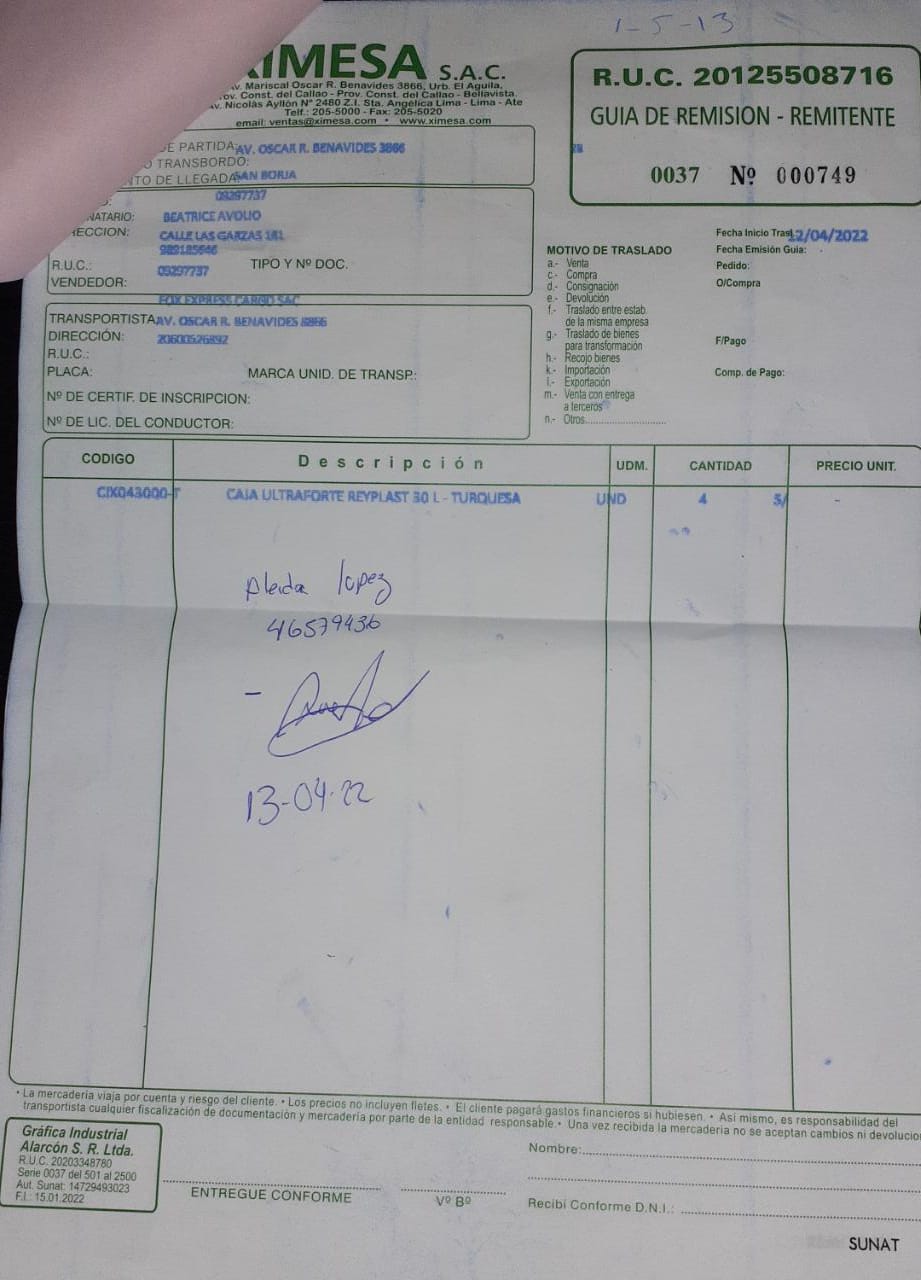 1-5-13
XIMESA S.A.C.
Av. Mariscal Oscar R. Benavides 3866, Urb. El Aguila,
ov. Const. del Callao - Prov. Const. del Callao - Bellavista.
v. Nicolás Ayllón Nº 2480 Z.I. Sta. Angélica Lima - Lima - Ate
Telf.: 205-5000 - Fax: 205-5020
email: ventas@ximesa.com • www.ximesa.com
R.U.C. 20125508716
GUIA DE REMISION - REMITENTE
0037 Nº 000749
E PARTIDA: AV. OSCAR R. BENAVIDES 3866
O TRANSBORDO:
NTO DE LLEGADA: SAN BORJA
09297737
NATARIO: BEATRICE AVOLIO
RECCION: CALLE LAS GARZAS 181
989185646
R.U.C.: 09297737 TIPO Y Nº DOC.
VENDEDOR:
FOX EXPRESS CARGO SAC
TRANSPORTISTA: AV. OSCAR R. BENAVIDES 3866
DIRECCIÓN: 20600526892
R.U.C.:
PLACA: MARCA UNID. DE TRANSP.:
Nº DE CERTIF. DE INSCRIPCION:
Nº DE LIC. DEL CONDUCTOR:
MOTIVO DE TRASLADO
a.- Venta
c.- Compra
d.- Consignación
e.- Devolución
f.- Traslado entre estab.
de la misma empresa
g.- Traslado de bienes
para transformación
h.- Recojo bienes
k.- Importación
l.- Exportación
m.- Venta con entrega
a terceros
n.- Otros
Fecha Inicio Trasl 12/04/2022
Fecha Emisión Guia:
Pedido:
O/Compra
F/Pago
Comp. de Pago:
CODIGO Descripción UDM. CANTIDAD PRECIO UNIT.
CIX043000-T CAJA ULTRAFORTE REYPLAST 30 L - TURQUESA UND 4 S/ -
Aleida lopez
46579436
13-04-22
• La mercadería viaja por cuenta y riesgo del cliente. • Los precios no incluyen fletes. • El cliente pagará gastos financieros si hubiesen. • Así mismo, es responsabilidad del
transportista cualquier fiscalización de documentación y mercadería por parte de la entidad responsable. • Una vez recibida la mercadería no se aceptan cambios ni devolucio
Gráfica Industrial
Alarcón S. R. Ltda.
R.U.C. 20203348780
Serie 0037 del 501 al 2500
Aut. Sunat: 14729493023
F.I.: 15.01.2022
ENTREGUE CONFORME
Vº Bº
Nombre:
Recibí Conforme D.N.I.:
SUNAT